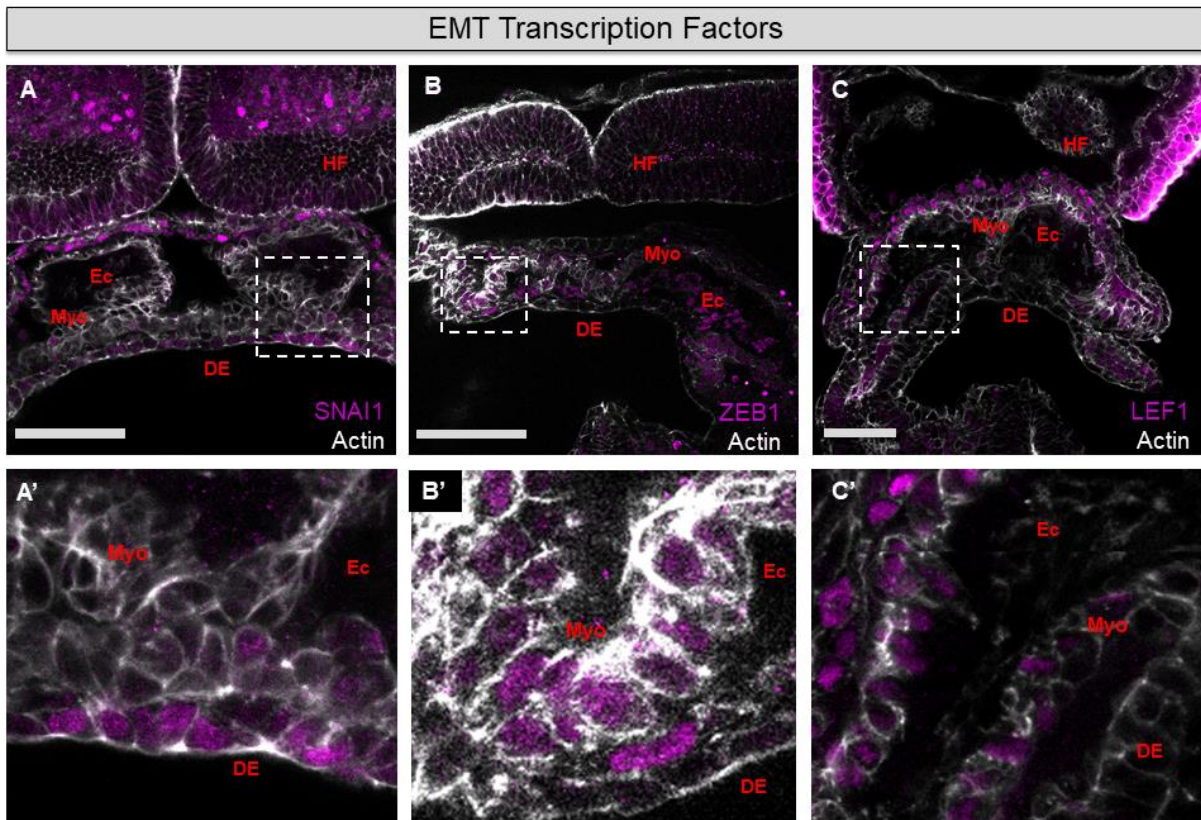 EMT Transcription Factors
A
HF
Ec
Myo
DE
SNAI1
Actin
B
HF
Myo
Ec
DE
ZEB1
Actin
C
HF
Myo
Ec
DE
LEF1
Actin
A'
Myo
Ec
DE
B'
Ec
Myo
DE
C'
Ec
Myo
DE